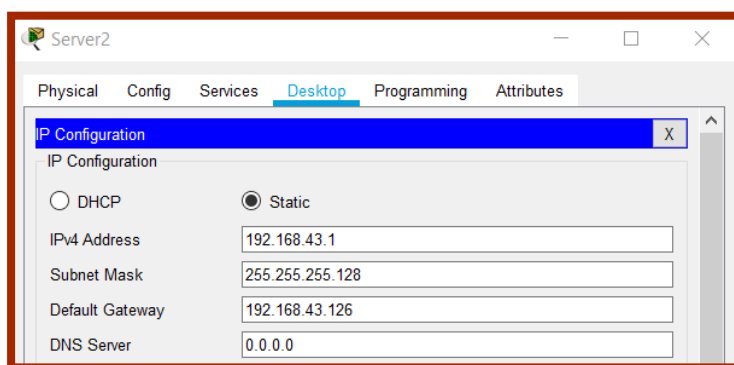 Server2
Physical Config Services Desktop Programming Attributes
IP Configuration X
IP Configuration
DHCP Static
IPv4 Address 192.168.43.1
Subnet Mask 255.255.255.128
Default Gateway 192.168.43.126
DNS Server 0.0.0.0